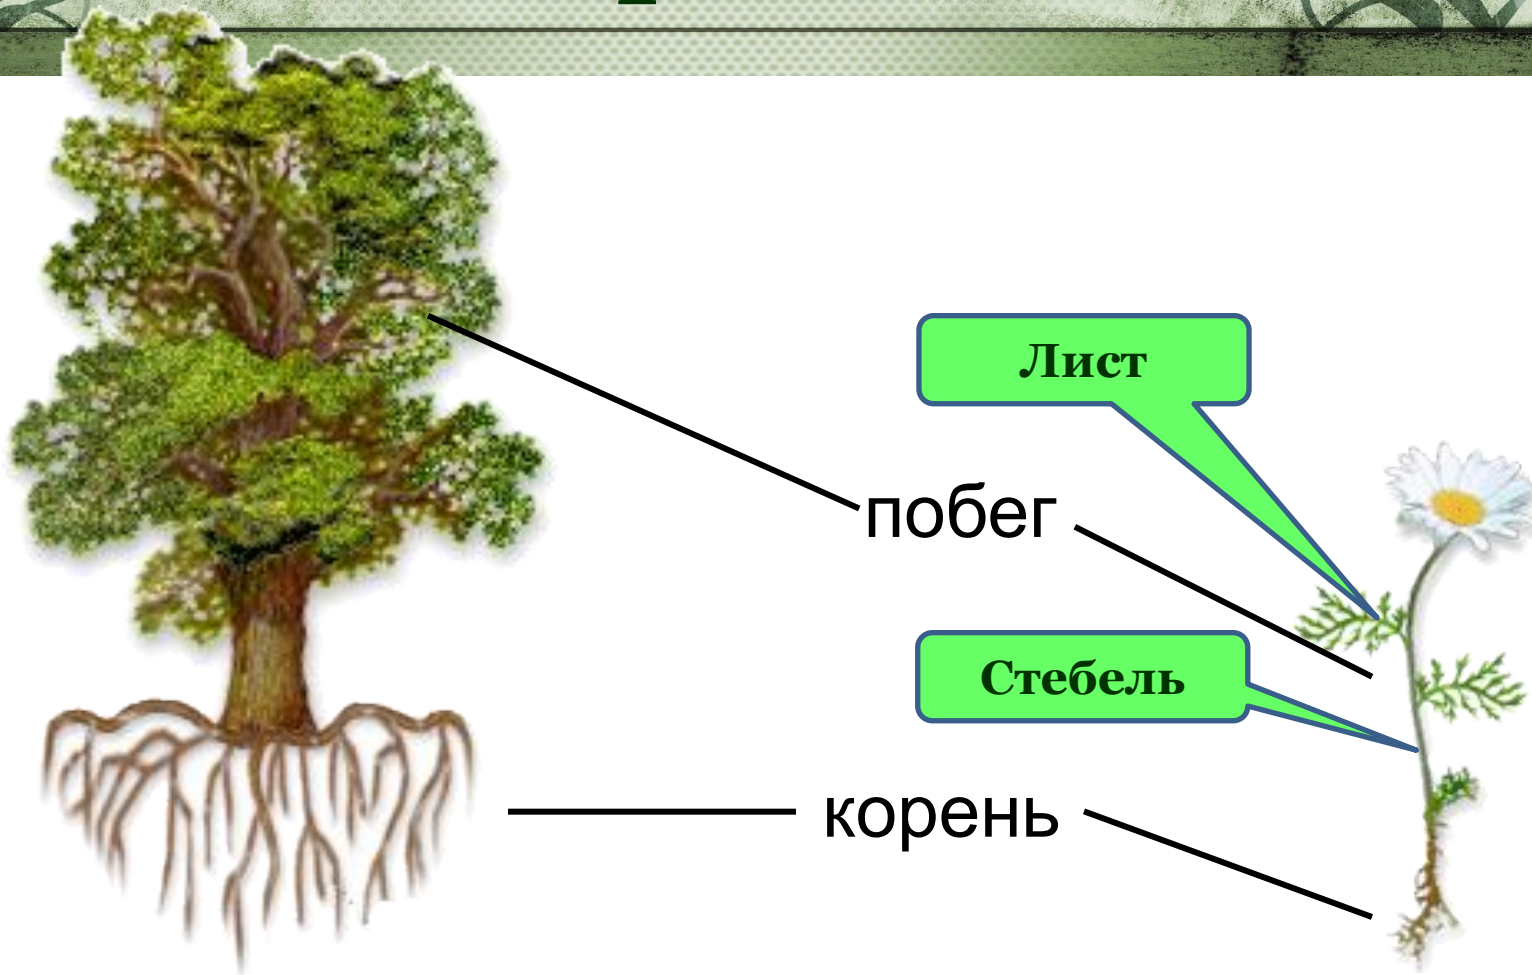 Лист
побег
Стебель
корень